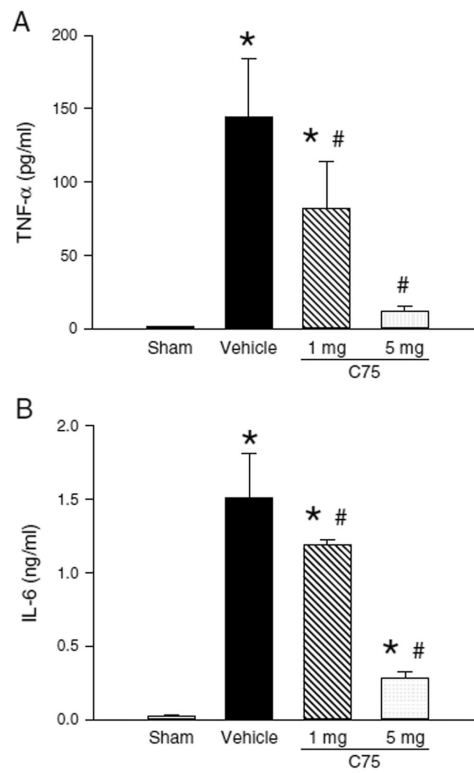 A
TNF-α (pg/ml)
200
150
100
50
0
*
* #
#
Sham Vehicle 1 mg 5 mg
C75
B
IL-6 (ng/ml)
2.0
1.5
1.0
0.5
0.0
*
* #
* #
Sham Vehicle 1 mg 5 mg
C75